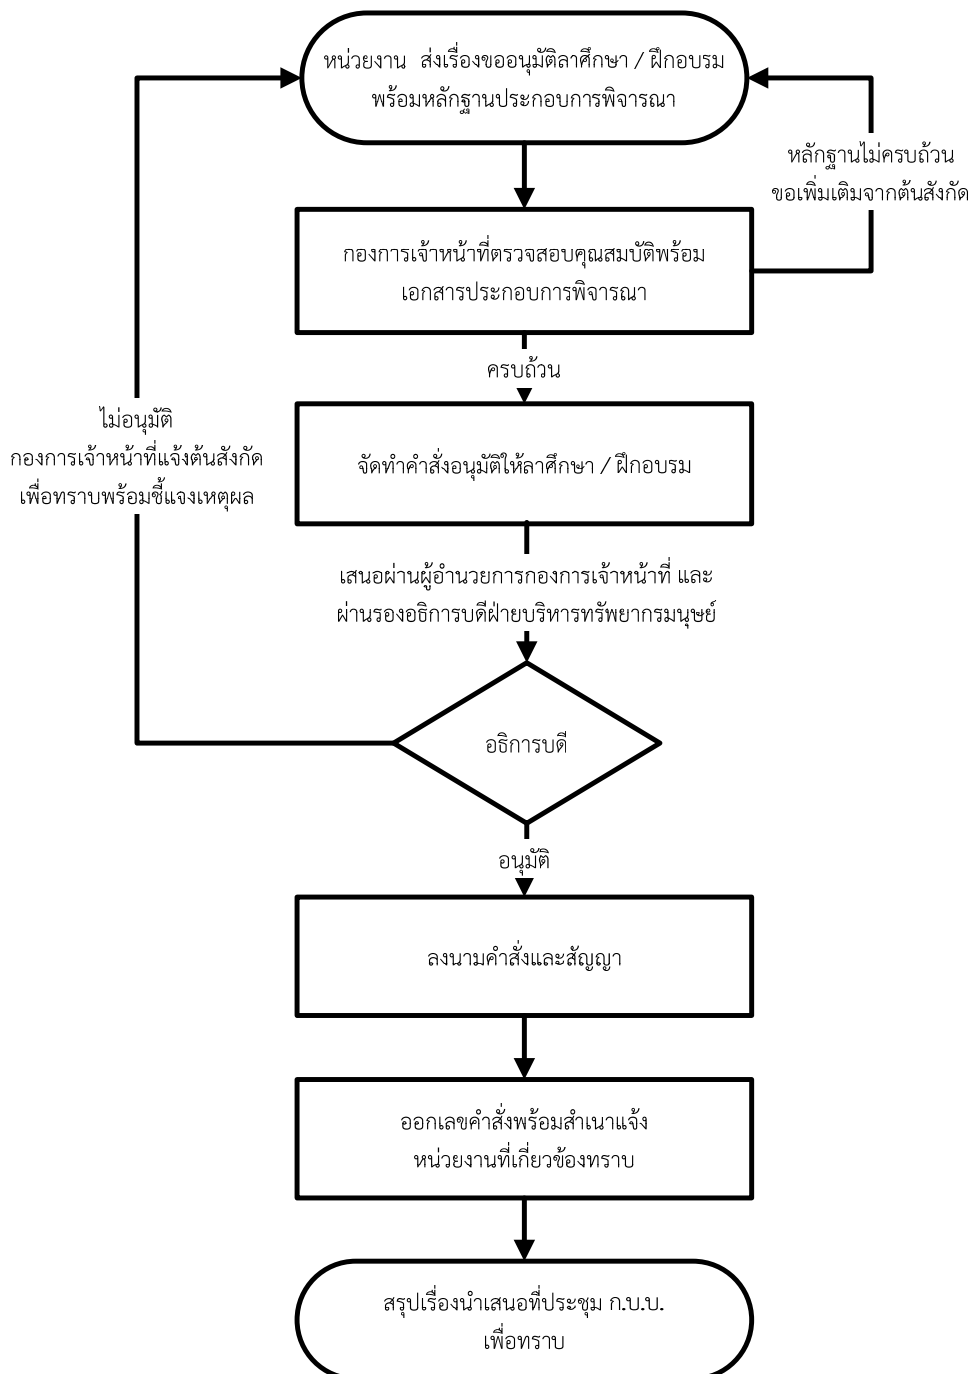 หน่วยงาน ส่งเรื่องขออนุมัติลาศึกษา / ฝึกอบรม
พร้อมหลักฐานประกอบการพิจารณา
หลักฐานไม่ครบถ้วน
ขอเพิ่มเติมจากต้นสังกัด
กองการเจ้าหน้าที่ตรวจสอบคุณสมบัติพร้อม
เอกสารประกอบการพิจารณา
ครบถ้วน
ไม่อนุมัติ
กองการเจ้าหน้าที่แจ้งต้นสังกัด
เพื่อทราบพร้อมชี้แจงเหตุผล
จัดทำคำสั่งอนุมัติให้ลาศึกษา / ฝึกอบรม
เสนอผ่านผู้อำนวยการกองการเจ้าหน้าที่ และ
ผ่านรองอธิการบดีฝ่ายบริหารทรัพยากรมนุษย์
อธิการบดี
อนุมัติ
ลงนามคำสั่งและสัญญา
ออกเลขคำสั่งพร้อมสำเนาแจ้ง
หน่วยงานที่เกี่ยวข้องทราบ
สรุปเรื่องนำเสนอที่ประชุม ก.บ.บ.
เพื่อทราบ